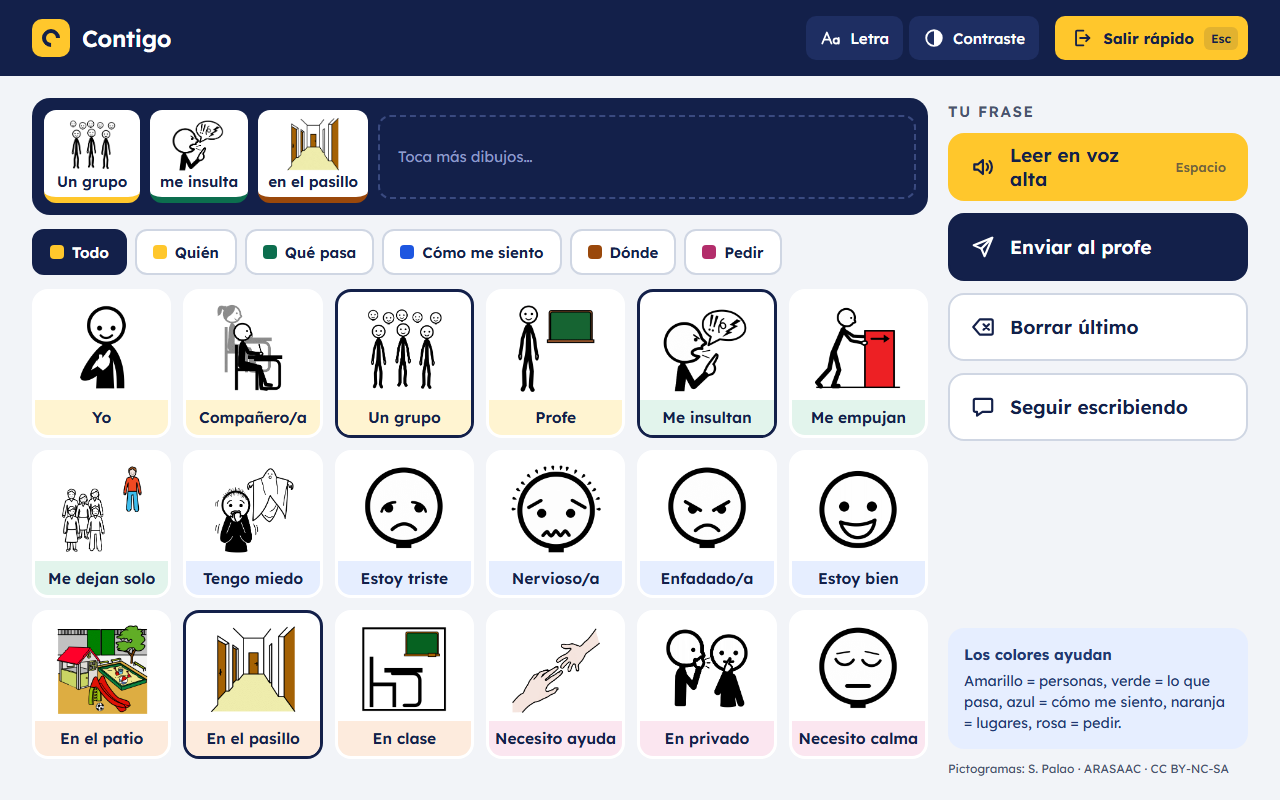 Contigo
Letra
Contraste
Salir rápido Esc
Un grupo
me insulta
en el pasillo
Toca más dibujos…
TU FRASE
Leer en voz
alta
Espacio
Enviar al profe
Borrar último
Seguir escribiendo
Todo
Quién
Qué pasa
Cómo me siento
Dónde
Pedir
Yo
Compañero/a
Un grupo
Profe
Me insultan
Me empujan
Me dejan solo
Tengo miedo
Estoy triste
Nervioso/a
Enfadado/a
Estoy bien
En el patio
En el pasillo
En clase
Necesito ayuda
En privado
Necesito calma
Los colores ayudan
Amarillo = personas, verde = lo que
pasa, azul = cómo me siento, naranja
= lugares, rosa = pedir.
Pictogramas: S. Palao · ARASAAC · CC BY-NC-SA